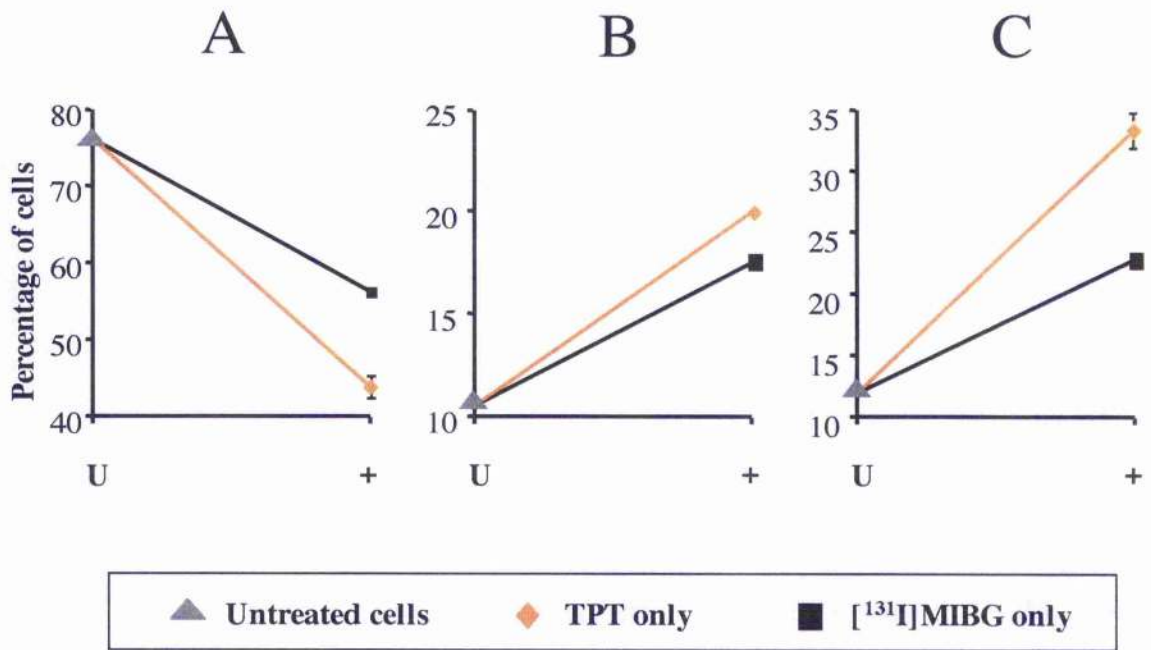 A B C
Percentage of cells
80
70
60
50
40
U +
25
20
15
10
U +
35
30
25
20
15
10
U +
Untreated cells TPT only [¹³¹I]MIBG only